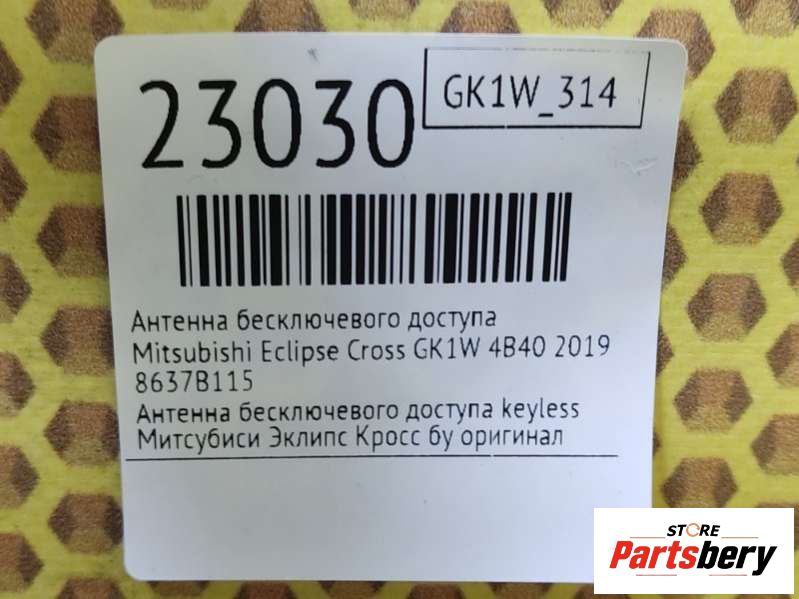 23030
GK1W_314
Антенна бесключевого доступа
Mitsubishi Eclipse Cross GK1W 4B40 2019
8637B115
Антенна бесключевого доступа keyless
Митсубиси Эклипс Кросс бу оригинал
STORE
Partsbery